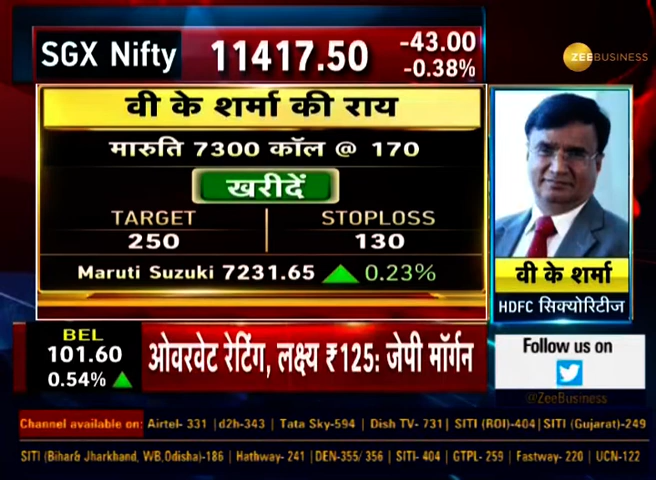 SGX Nifty 11417.50 -43.00
-0.38%
ZEE BUSINESS
वी के शर्मा की राय
मारुति 7300 कॉल @ 170
खरीदें
TARGET STOPLOSS
250 130
Maruti Suzuki 7231.65 0.23%
वी के शर्मा
HDFC सिक्योरिटीज
BEL
101.60
0.54%
ओवरवेट रेटिंग, लक्ष्य ₹125: जेपी मॉर्गन
Follow us on
@ZeeBusiness
Channel available on: Airtel- 331 | d2h-343 | Tata Sky-594 | Dish TV- 731 | SITI (ROI)-404 | SITI (Gujarat)-249
SITI (Bihar& Jharkhand, WB,Odisha)-186 | Hathway- 241 | DEN-355/ 356 | SITI- 404 | GTPL- 259 | Fastway- 220 | UCN-122